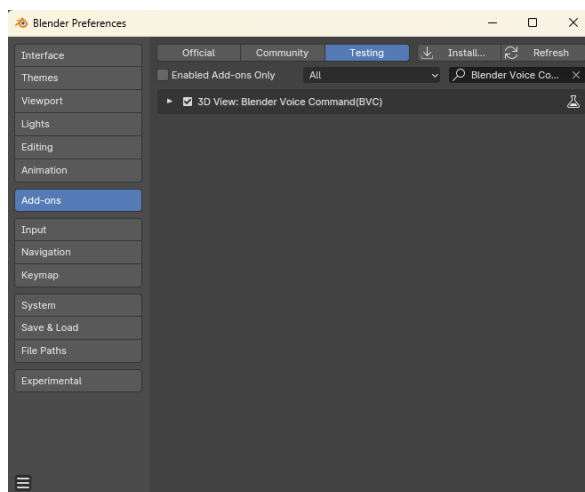 Blender Preferences
Interface
Themes
Viewport
Lights
Editing
Animation
Add-ons
Input
Navigation
Keymap
System
Save & Load
File Paths
Experimental
Official Community Testing Install... Refresh
Enabled Add-ons Only All Blender Voice Co...
3D View: Blender Voice Command(BVC)